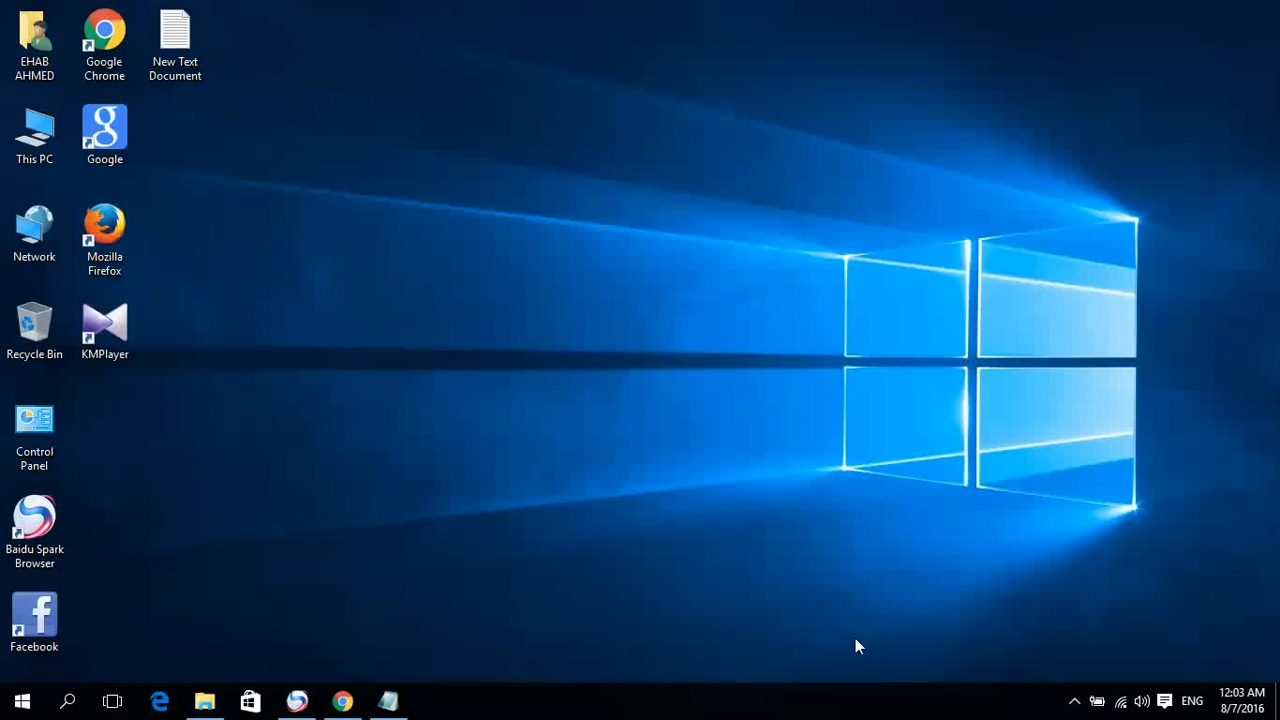 EHAB
AHMED
Google
Chrome
New Text
Document
This PC
Google
Network
Mozilla
Firefox
Recycle Bin
KMPlayer
Control
Panel
Baidu Spark
Browser
Facebook
ENG
12:03 AM
8/7/2016